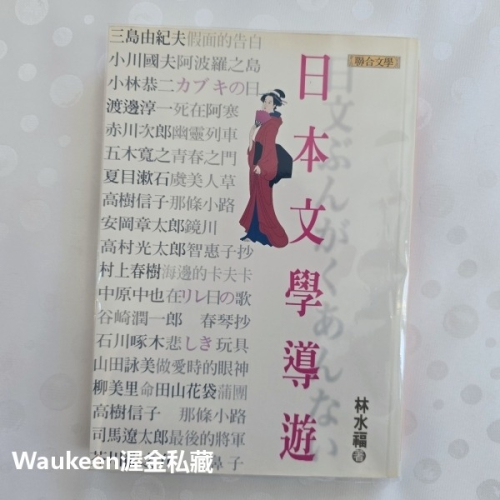 三島由紀夫假面的告白
小川國夫阿波羅之島
小林恭二カブキの日
渡邊淳一死在阿寒
赤川次郎幽靈列車
五木寬之青春之門
夏目漱石虞美人草
高樹信子 那條小路
安岡章太郎鏡川
高村光太郎智惠子抄
村上春樹海邊的卡夫卡
中原中也在リし日の歌
谷崎潤一郎 春琴抄
石川啄木悲しき玩具
山田詠美做愛時的眼神
柳美里命田山花袋蒲團
高樹信子 那條小路
司馬遼太郎最後的將軍
鼻子
聯合文學
日本文學導遊
日文ぶんがくあんない
林水福 著
Waukeen渥金私藏